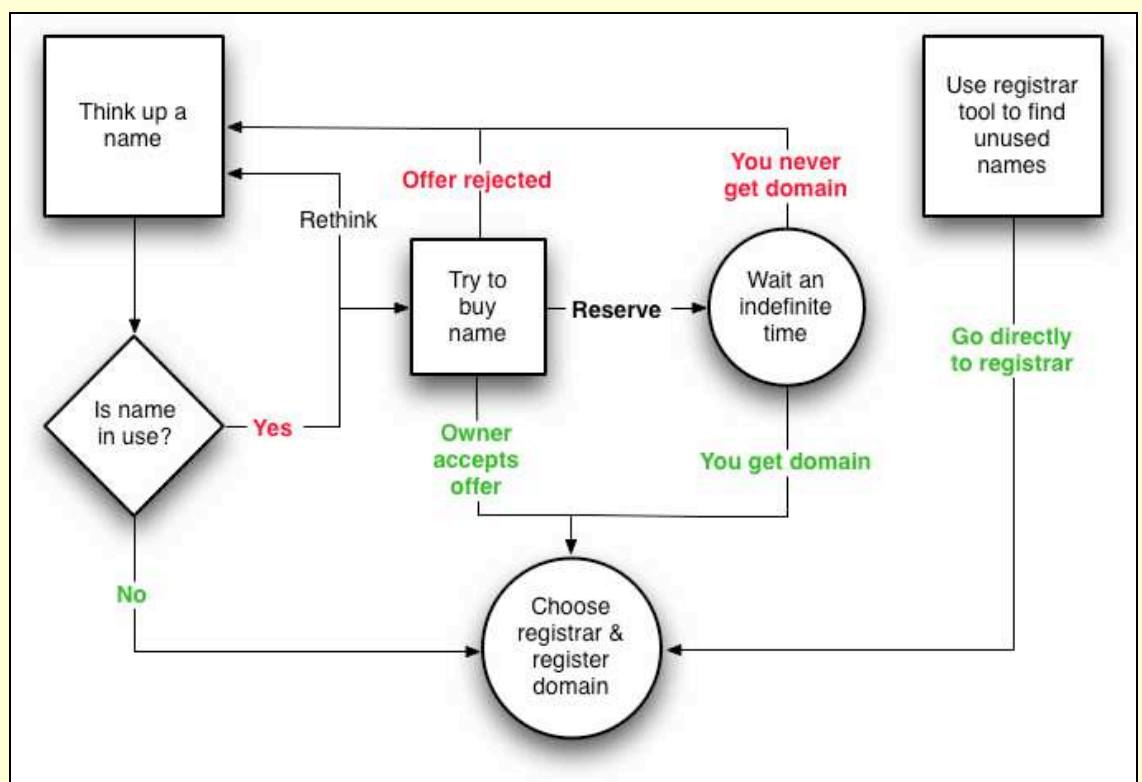 Think up a
name
Use registrar
tool to find
unused
names
Offer rejected
You never
get domain
Rethink
Try to
buy
name
Reserve
Wait an
indefinite
time
Go directly
to registrar
Is name
in use?
Yes
Owner
accepts
offer
You get domain
No
Choose
registrar &
register
domain